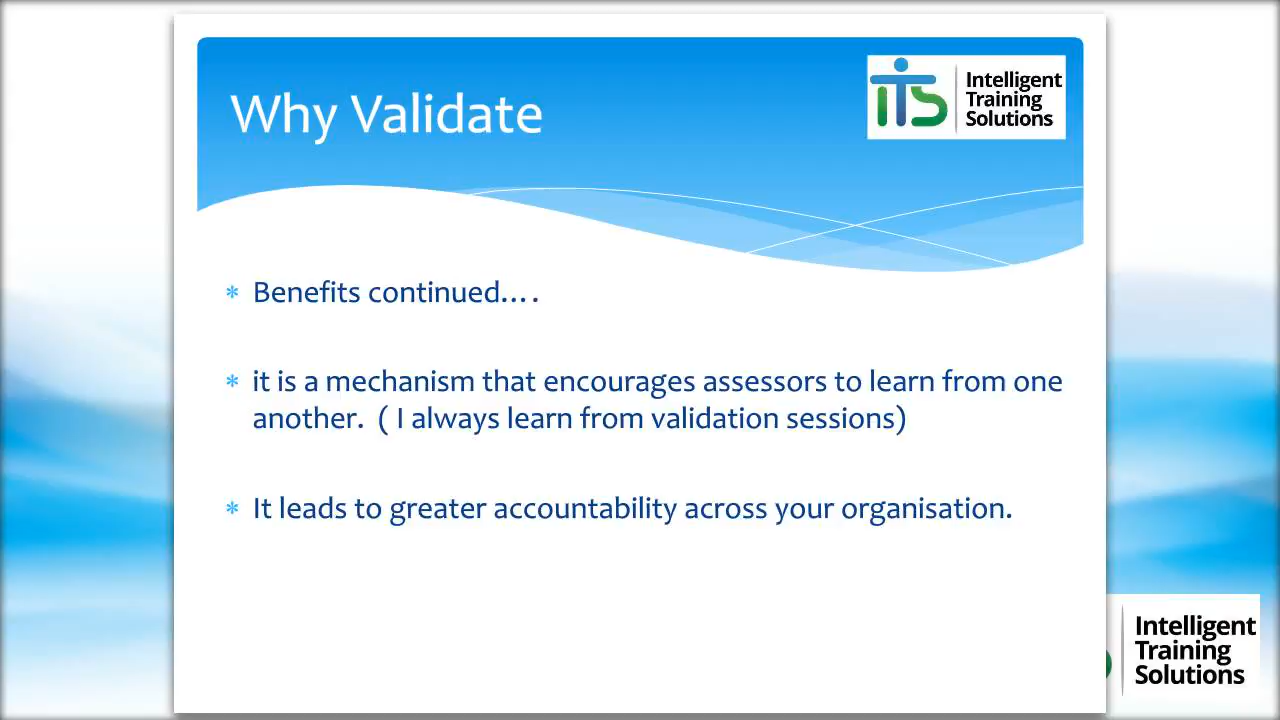 Why Validate
iTS
Intelligent
Training
Solutions
* Benefits continued….
* it is a mechanism that encourages assessors to learn from one
another.  ( I always learn from validation sessions)
* It leads to greater accountability across your organisation.
Intelligent
Training
Solutions